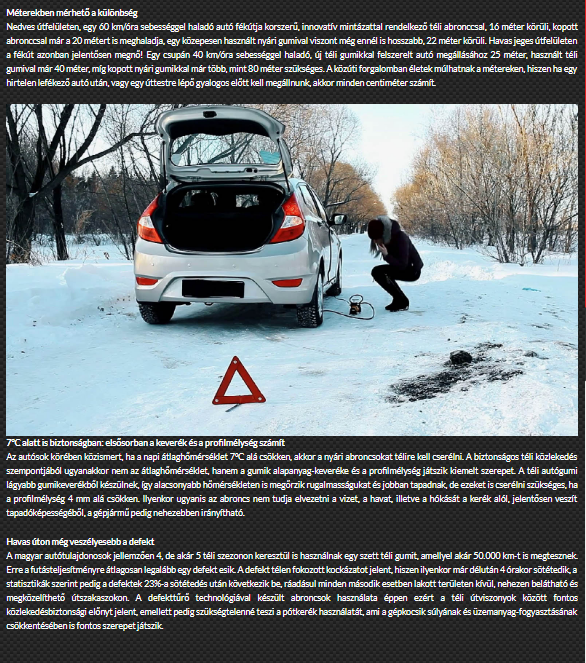 Méterekben mérhető a különbség
Nedves útfelületen, egy 60 km/óra sebességgel haladó autó fékútja korszerű, innovatív mintázattal rendelkező téli abronccsal, 16 méter körüli, kopott
abronccsal már a 20 métert is meghaladja, egy közepesen használt nyári gumival viszont még ennél is hosszabb, 22 méter körüli. Havas jeges útfelületen
a fékút azonban jelentősen megnő! Egy csupán 40 km/óra sebességgel haladó, új téli gumikkal felszerelt autó megállásához 25 méter, használt téli
gumival már 40 méter, míg kopott nyári gumikkal már több, mint 80 méter szükséges. A közúti forgalomban életek múlhatnak a métereken, hiszen ha egy
hirtelen lefékező autó után, vagy egy úttestre lépő gyalogos előtt kell megállnunk, akkor minden centiméter számít.
7°C alatt is biztonságban: elsősorban a keverék és a profilmélység számít
Az autósok körében közismert, ha a napi átlaghőmérséklet 7°C alá csökken, akkor a nyári abroncsokat télire kell cserélni. A biztonságos téli közlekedés
szempontjából ugyanakkor nem az átlaghőmérséklet, hanem a gumik alapanyag-keveréke és a profilmélység játszik kiemelt szerepet. A téli autógumi
lágyabb gumikeverékből készülnek, így alacsonyabb hőmérsékleten is megőrzik rugalmasságukat és jobban tapadnak, de ezeket is cserélni szükséges, ha
a profilmélység 4 mm alá csökken. Ilyenkor ugyanis az abroncs nem tudja elvezetni a vizet, a havat, illetve a hókását a kerék alól, jelentősen veszít
tapadóképességéből, a gépjármű pedig nehezebben irányítható.
Havas úton még veszélyesebb a defekt
A magyar autótulajdonosok jellemzően 4, de akár 5 téli szezonon keresztül is használnak egy szett téli gumit, amellyel akár 50.000 km-t is megtesznek.
Erre a futásteljesítményre átlagosan legalább egy defekt esik. A defekt télen fokozott kockázatot jelent, hiszen ilyenkor már délután 4 órakor sötétedik, a
statisztikák szerint pedig a defektek 23%-a sötétedés után következik be, ráadásul minden második esetben lakott területen kívül, nehezen belátható és
megközelíthető útszakaszokon. A defekttűrő technológiával készült abroncsok használata éppen ezért a téli útviszonyok között fontos
közlekedésbiztonsági előnyt jelent, emellett pedig szükségtelenné teszi a pótkerék használatát, ami a gépkocsik súlyának és üzemanyag-fogyasztásának
csökkentésében is fontos szerepet játszik.